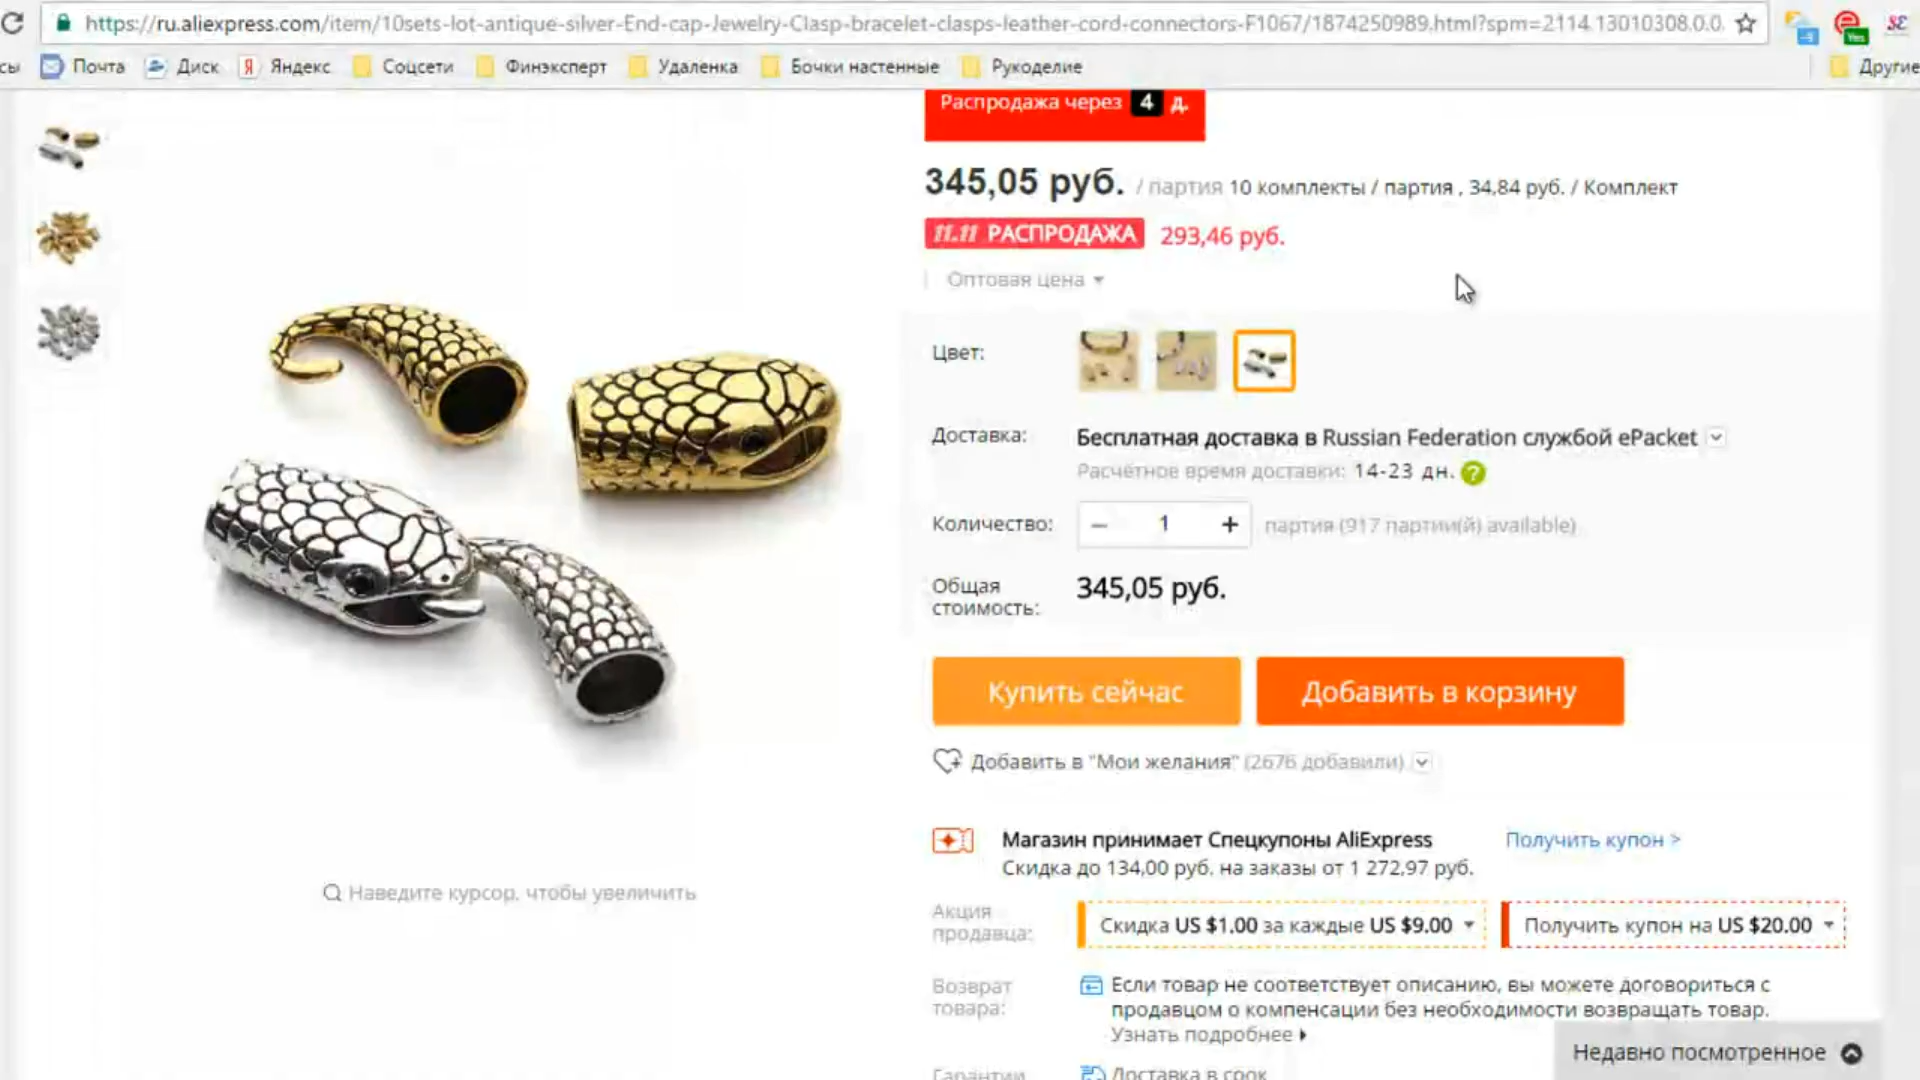 https://ru.aliexpress.com/item/10sets-lot-antique-silver-End-cap-Jewelry-Clasp-bracelet-clasps-leather-cord-connectors-F1067/1874250989.html?spm=2114.13010308.0.0.
сы Почта Диск Яндекс Соцсети Финэксперт Удаленка Бочки настенные Рукоделие Другие
Распродажа через 4 д.
345,05 руб. / партия 10 комплекты / партия , 34,84 руб. / Комплект
11.11 РАСПРОДАЖА 293,46 руб.
Оптовая цена
Цвет:
Доставка: Бесплатная доставка в Russian Federation службой ePacket
Расчётное время доставки: 14-23 дн. ?
Количество: − 1 + партия (917 партии(й) available)
Общая стоимость: 345,05 руб.
Купить сейчас Добавить в корзину
Добавить в "Мои желания" (2676 добавили)
Магазин принимает Спецкупоны AliExpress Получить купон >
Скидка до 134,00 руб. на заказы от 1 272,97 руб.
Наведите курсор, чтобы увеличить
Акция продавца: Скидка US $1.00 за каждые US $9.00 Получить купон на US $20.00
Возврат товара: Если товар не соответствует описанию, вы можете договориться с
продавцом о компенсации без необходимости возвращать товар.
Узнать подробнее
Недавно посмотренное
Гарантии Доставка в срок